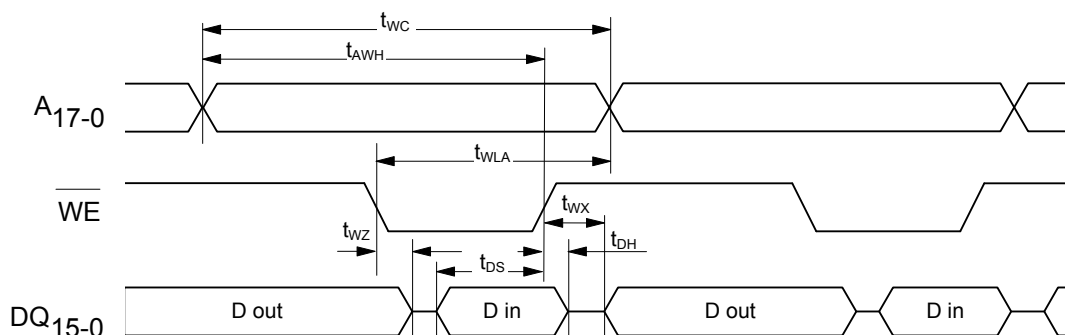 tWC
tAWH
A17-0
tWLA
WE
tWX
tWZ
tDH
tDS
DQ15-0 D out D in D out D in